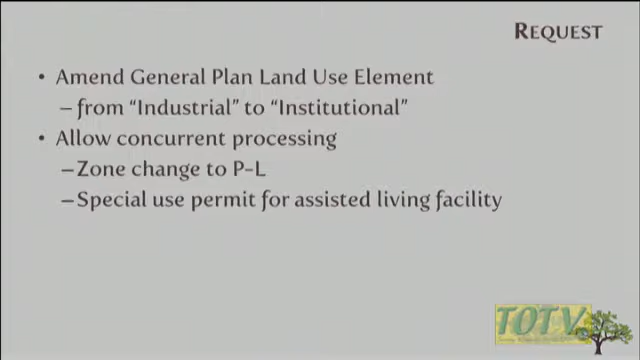 REQUEST
• Amend General Plan Land Use Element
– from “Industrial” to “Institutional”
• Allow concurrent processing
– Zone change to P-L
– Special use permit for assisted living facility
TOTV